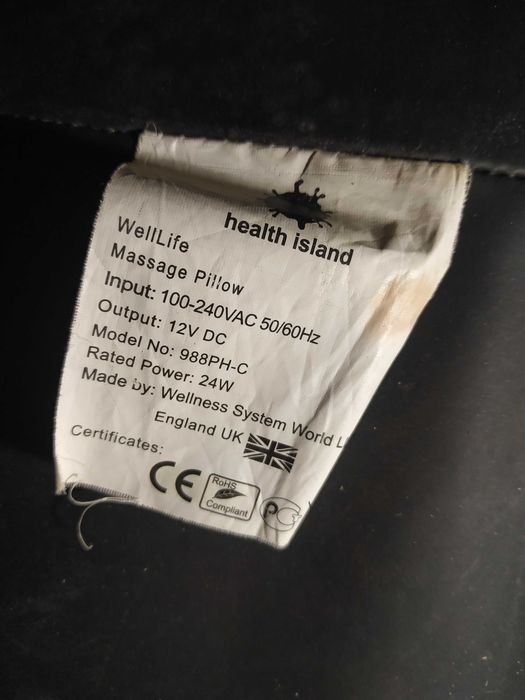 health island
WellLife
Massage Pillow
Input: 100-240VAC 50/60Hz
Output: 12V DC
Model No: 988PH-C
Rated Power: 24W
Made by: Wellness System World L
England UK
Certificates:
CE
RoHS
Compliant
PC